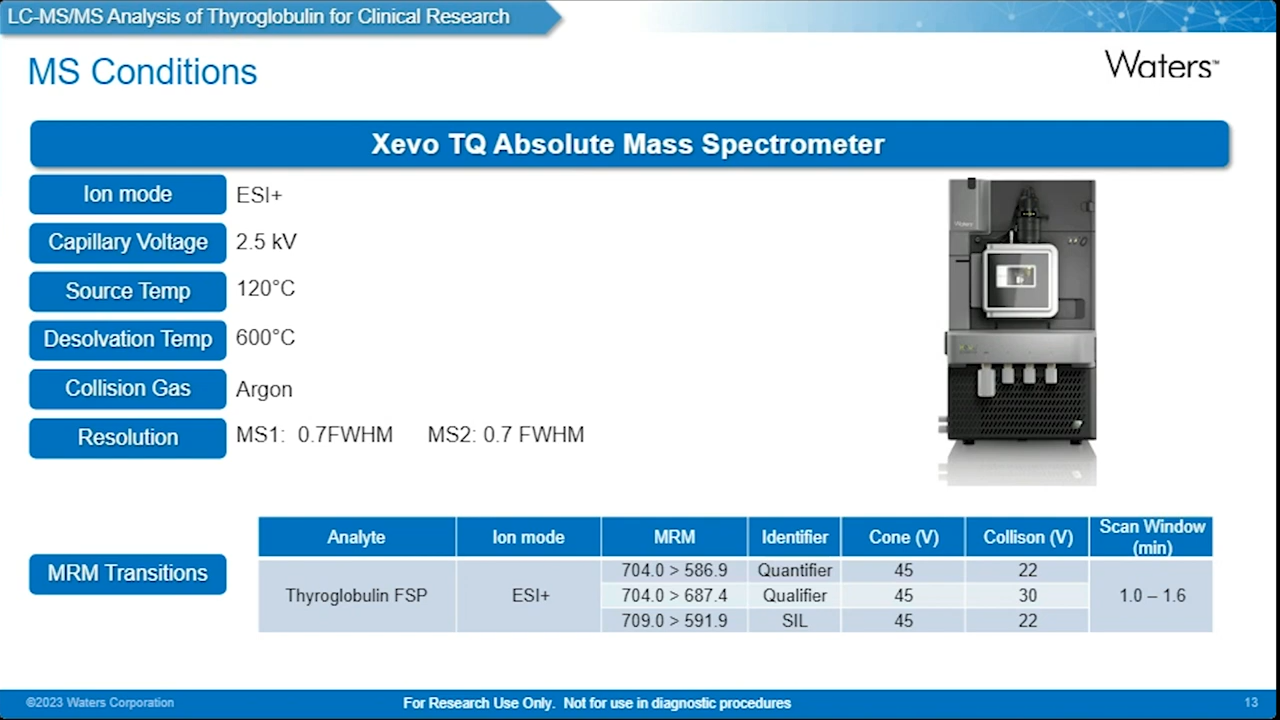 LC-MS/MS Analysis of Thyroglobulin for Clinical Research
MS Conditions
Waters™
Xevo TQ Absolute Mass Spectrometer
Ion mode ESI+
Capillary Voltage 2.5 kV
Source Temp 120°C
Desolvation Temp 600°C
Collision Gas Argon
Resolution MS1: 0.7FWHM MS2: 0.7 FWHM
MRM Transitions
Analyte Ion mode MRM Identifier Cone (V) Collison (V) Scan Window (min)
Thyroglobulin FSP ESI+ 704.0 > 586.9 Quantifier 45 22 1.0 – 1.6
704.0 > 687.4 Qualifier 45 30
709.0 > 591.9 SIL 45 22
©2023 Waters Corporation
For Research Use Only. Not for use in diagnostic procedures
13